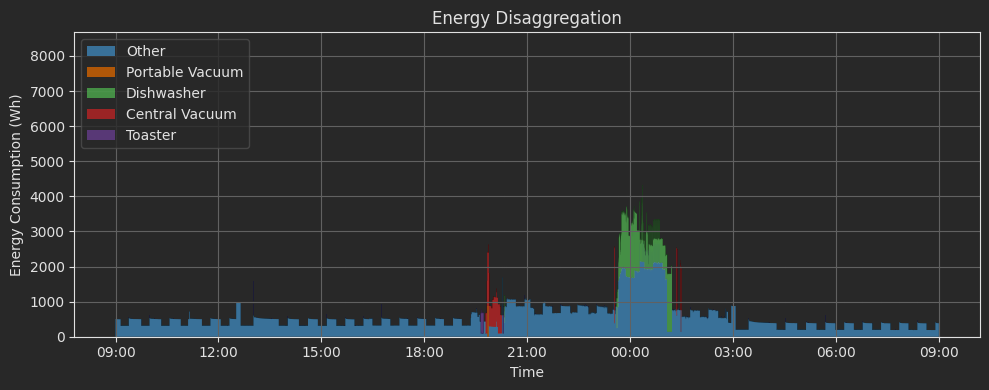 Energy Disaggregation
Energy Consumption (Wh)
8000
7000
6000
5000
4000
3000
2000
1000
0
Other
Portable Vacuum
Dishwasher
Central Vacuum
Toaster
09:00 12:00 15:00 18:00 21:00 00:00 03:00 06:00 09:00
Time